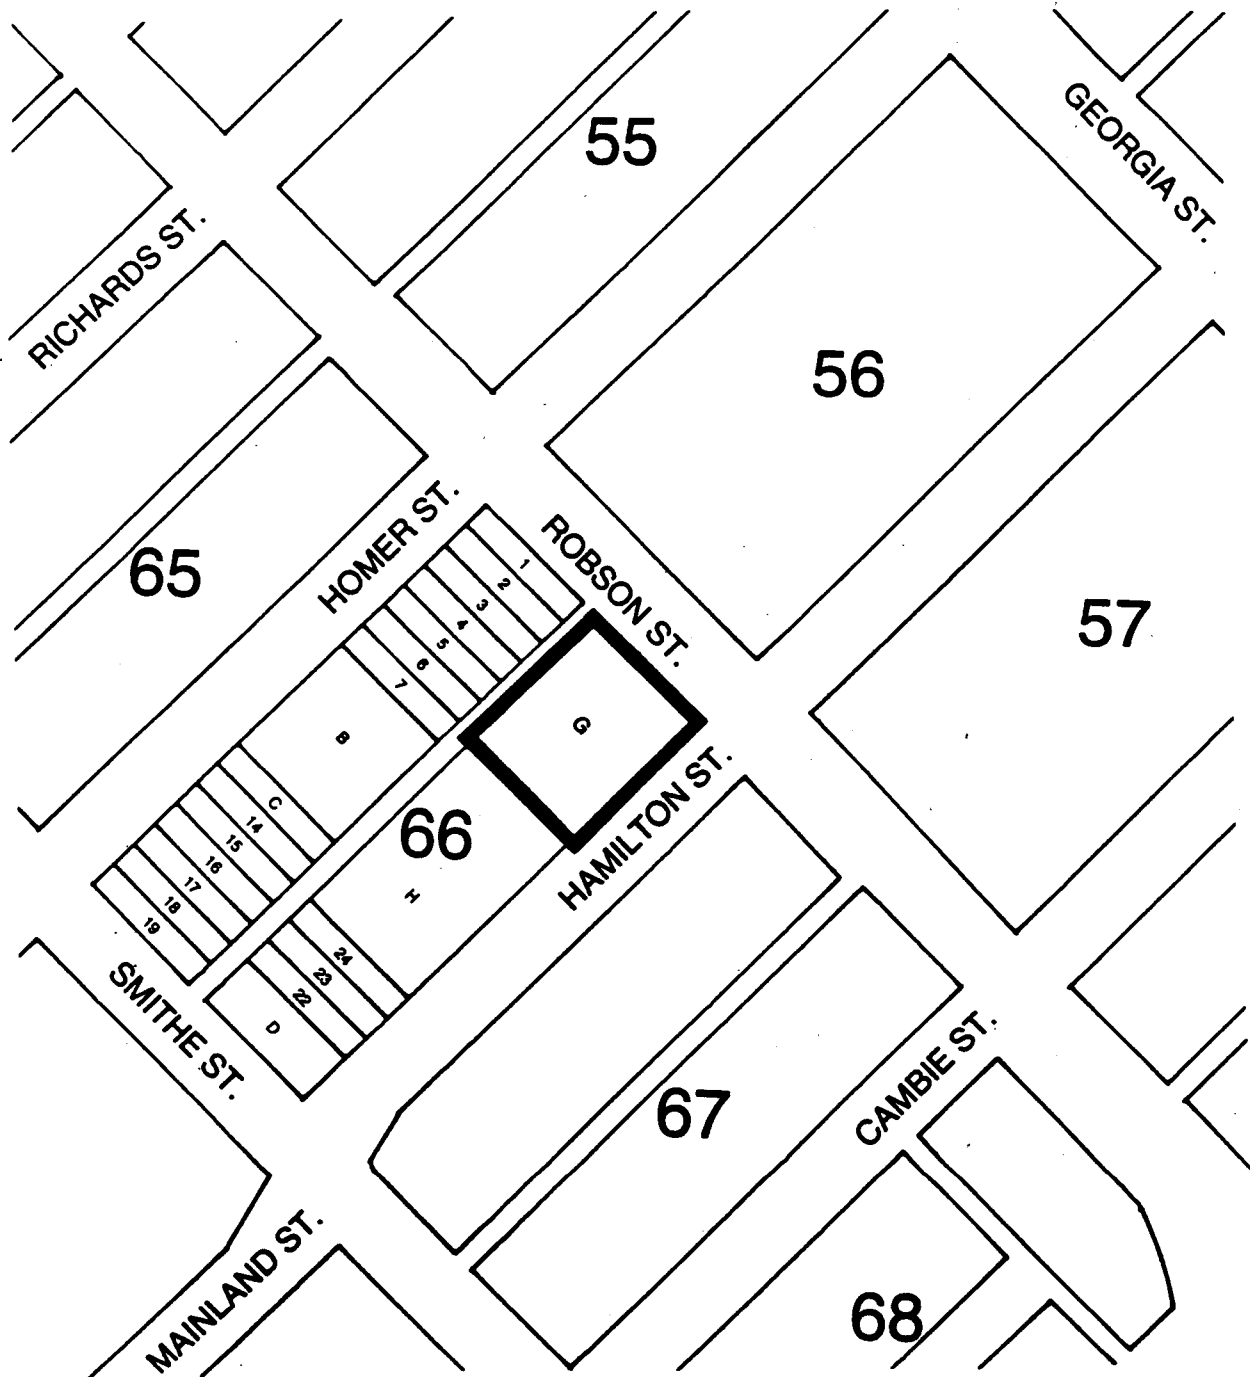 55
GEORGIA ST.
RICHARDS ST.
56
HOMER ST.
ROBSON ST.
65
57
1
2
3
4
5
6
7
B
G
C
14
15
16
17
18
19
66
H
HAMILTON ST.
24
23
22
D
SMITHE ST.
67
CAMBIE ST.
MAINLAND ST.
68